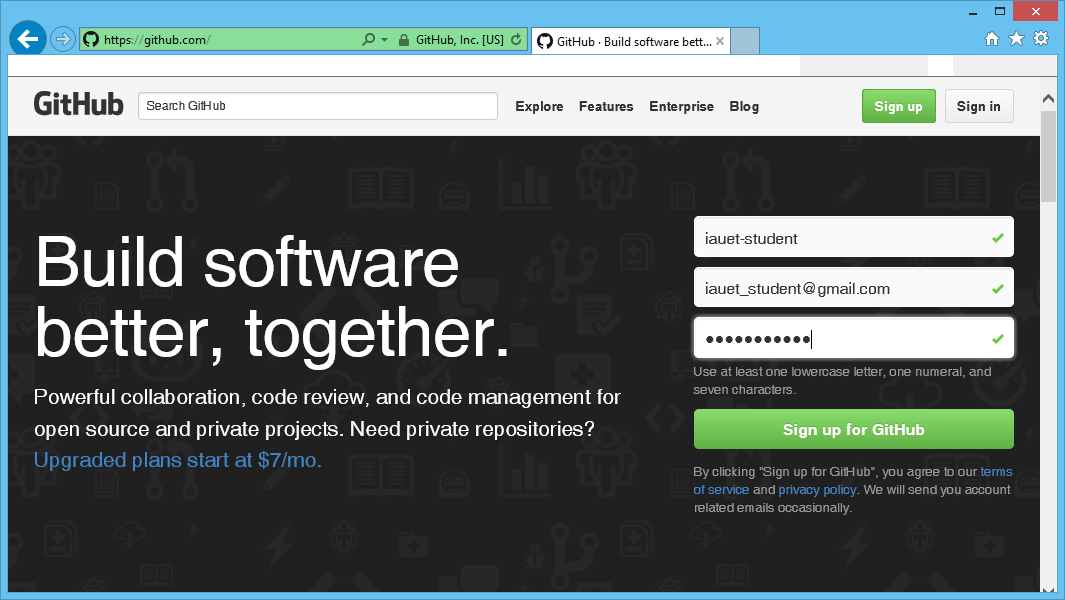 https://github.com/
GitHub, Inc. [US]
GitHub · Build software bett...
GitHub
Search GitHub
Explore
Features
Enterprise
Blog
Sign up
Sign in
Build software
better, together.
Powerful collaboration, code review, and code management for
open source and private projects. Need private repositories?
Upgraded plans start at $7/mo.
iauet-student
iauet_student@gmail.com
•••••••••••
Use at least one lowercase letter, one numeral, and
seven characters.
Sign up for GitHub
By clicking "Sign up for GitHub", you agree to our terms
of service and privacy policy. We will send you account
related emails occasionally.